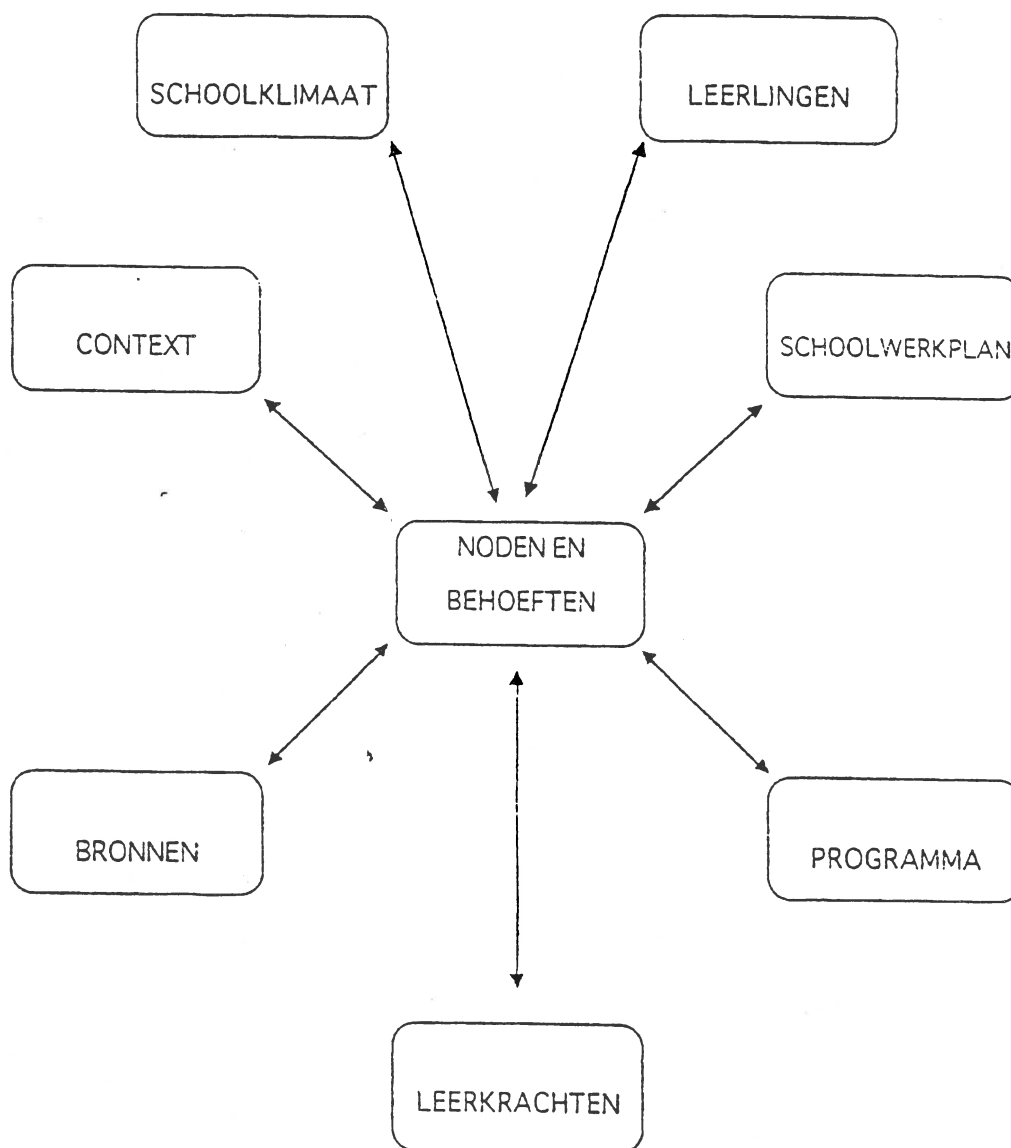 SCHOOLKLIMAAT
LEERLINGEN
CONTEXT
SCHOOLWERKPLAN
NODEN EN
BEHOEFTEN
BRONNEN
PROGRAMMA
LEERKRACHTEN